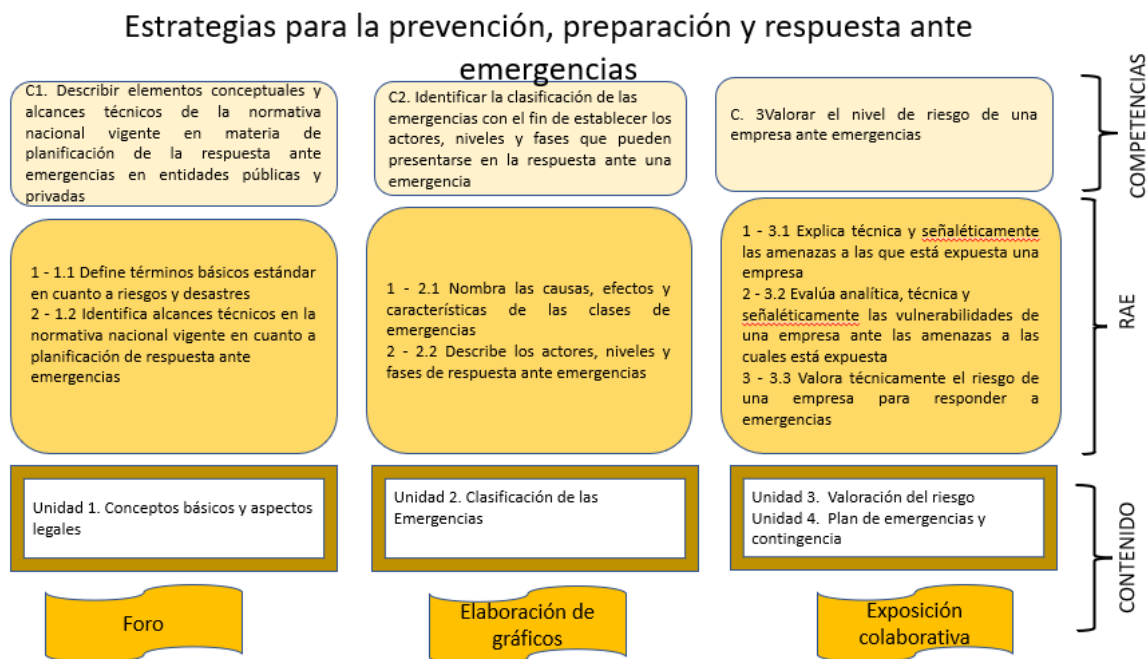 Estrategias para la prevención, preparación y respuesta ante
emergencias
C1. Describir elementos conceptuales y
alcances técnicos de la normativa
nacional vigente en materia de
planificación de la respuesta ante
emergencias en entidades públicas y
privadas
C2. Identificar la clasificación de las
emergencias con el fin de establecer los
actores, niveles y fases que pueden
presentarse en la respuesta ante una
emergencia
C. 3Valorar el nivel de riesgo de una
empresa ante emergencias
COMPETENCIAS
1 - 1.1 Define términos básicos estándar
en cuanto a riesgos y desastres
2 - 1.2 Identifica alcances técnicos en la
normativa nacional vigente en cuanto a
planificación de respuesta ante
emergencias
1 - 2.1 Nombra las causas, efectos y
características de las clases de
emergencias
2 - 2.2 Describe los actores, niveles y
fases de respuesta ante emergencias
1 - 3.1 Explica técnica y señaléticamente
las amenazas a las que está expuesta una
empresa
2 - 3.2 Evalúa analítica, técnica y
señaléticamente las vulnerabilidades de
una empresa ante las amenazas a las
cuales está expuesta
3 - 3.3 Valora técnicamente el riesgo de
una empresa para responder a
emergencias
RAE
Unidad 1. Conceptos básicos y aspectos
legales
Unidad 2. Clasificación de las
Emergencias
Unidad 3. Valoración del riesgo
Unidad 4. Plan de emergencias y
contingencia
CONTENIDO
Foro
Elaboración de
gráficos
Exposición
colaborativa